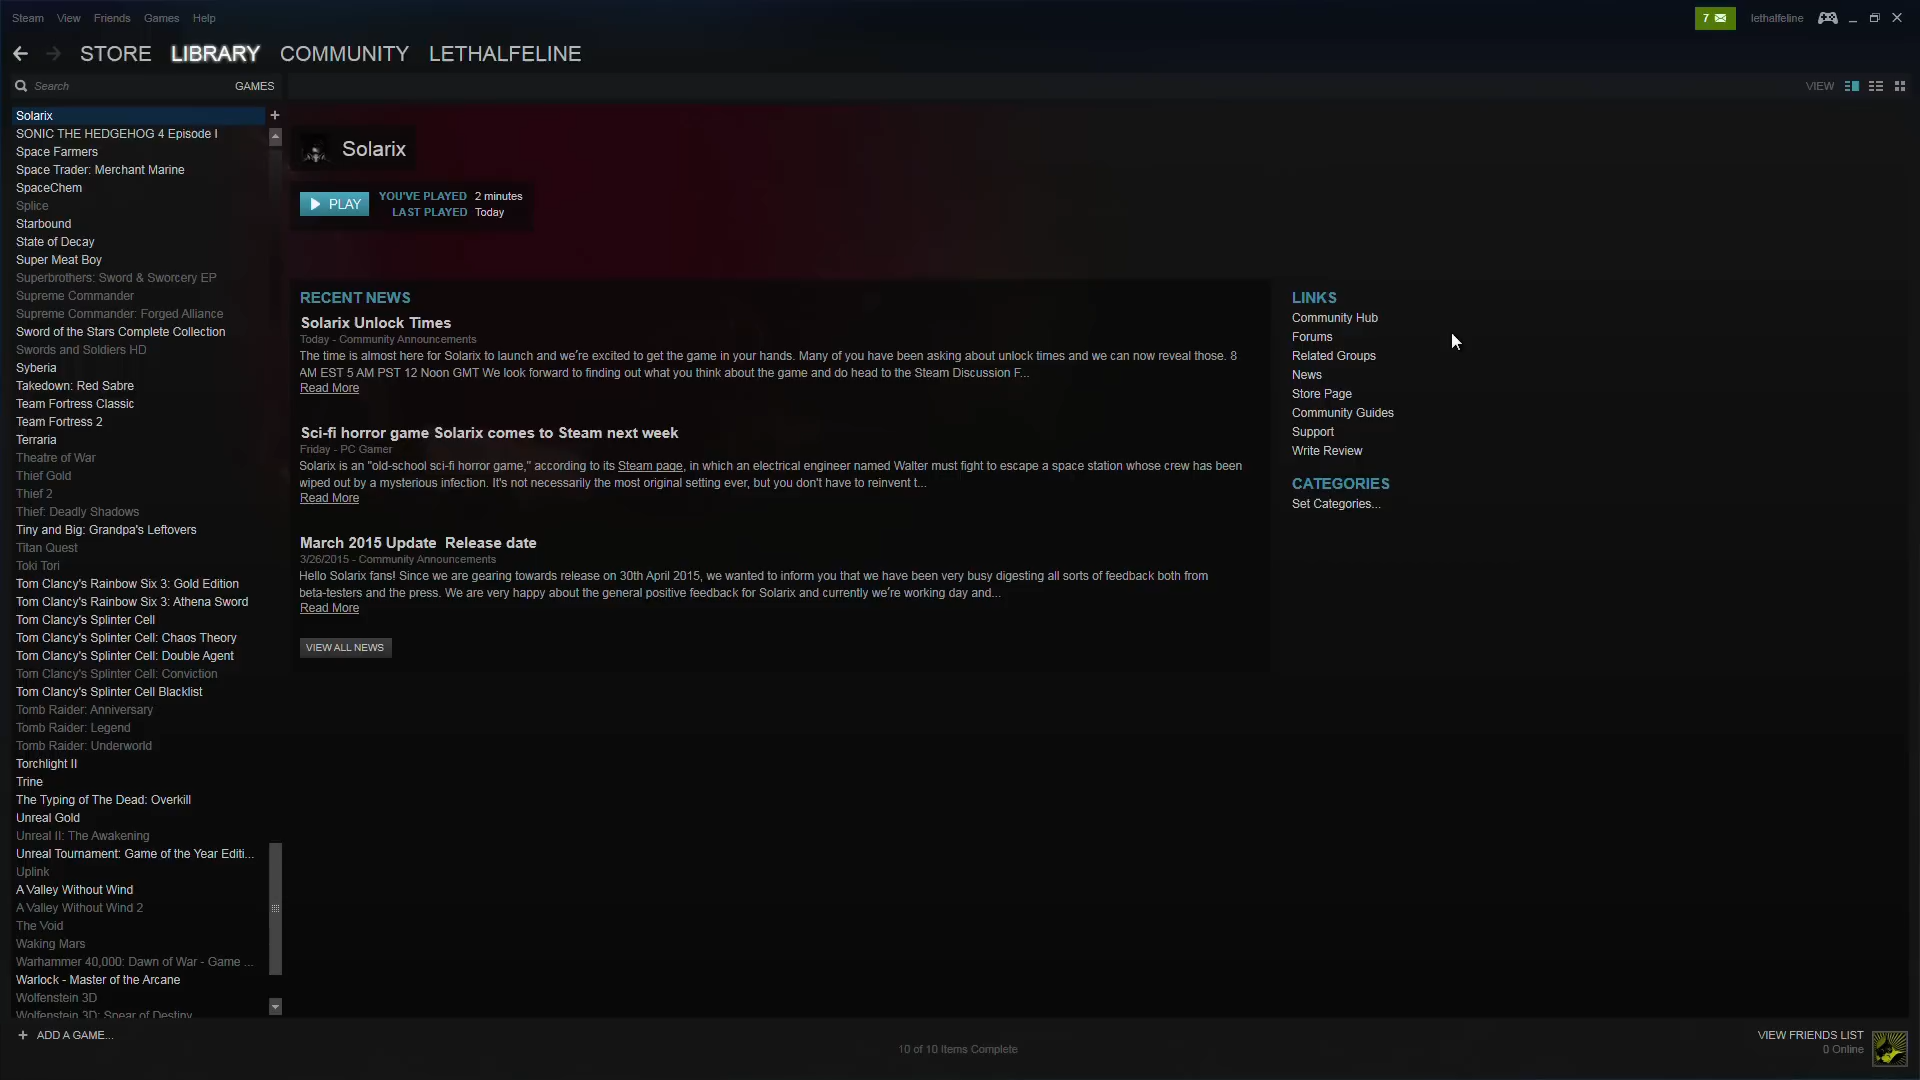 Steam View Friends Games Help
7 lethalfeline
STORE LIBRARY COMMUNITY LETHALFELINE
Search GAMES
VIEW
Solarix
SONIC THE HEDGEHOG 4 Episode I
Space Farmers
Space Trader: Merchant Marine
SpaceChem
Splice
Starbound
State of Decay
Super Meat Boy
Superbrothers: Sword & Sworcery EP
Supreme Commander
Supreme Commander: Forged Alliance
Sword of the Stars Complete Collection
Swords and Soldiers HD
Syberia
Takedown: Red Sabre
Team Fortress Classic
Team Fortress 2
Terraria
Theatre of War
Thief Gold
Thief 2
Thief: Deadly Shadows
Tiny and Big: Grandpa's Leftovers
Titan Quest
Toki Tori
Tom Clancy's Rainbow Six 3: Gold Edition
Tom Clancy's Rainbow Six 3: Athena Sword
Tom Clancy's Splinter Cell
Tom Clancy's Splinter Cell: Chaos Theory
Tom Clancy's Splinter Cell: Double Agent
Tom Clancy's Splinter Cell: Conviction
Tom Clancy's Splinter Cell Blacklist
Tomb Raider: Anniversary
Tomb Raider: Legend
Tomb Raider: Underworld
Torchlight II
Trine
The Typing of The Dead: Overkill
Unreal Gold
Unreal II: The Awakening
Unreal Tournament: Game of the Year Editi...
Uplink
A Valley Without Wind
A Valley Without Wind 2
The Void
Waking Mars
Warhammer 40,000: Dawn of War - Game ...
Warlock - Master of the Arcane
Wolfenstein 3D
Wolfenstein 3D: Spear of Destiny
+ ADD A GAME...
Solarix
PLAY
YOU'VE PLAYED 2 minutes
LAST PLAYED Today
RECENT NEWS
Solarix Unlock Times
Today - Community Announcements
The time is almost here for Solarix to launch and we're excited to get the game in your hands. Many of you have been asking about unlock times and we can now reveal those. 8
AM EST 5 AM PST 12 Noon GMT We look forward to finding out what you think about the game and do head to the Steam Discussion F...
Read More
Sci-fi horror game Solarix comes to Steam next week
Friday - PC Gamer
Solarix is an "old-school sci-fi horror game," according to its Steam page, in which an electrical engineer named Walter must fight to escape a space station whose crew has been
wiped out by a mysterious infection. It's not necessarily the most original setting ever, but you don't have to reinvent t...
Read More
March 2015 Update Release date
3/26/2015 - Community Announcements
Hello Solarix fans! Since we are gearing towards release on 30th April 2015, we wanted to inform you that we have been very busy digesting all sorts of feedback both from
beta-testers and the press. We are very happy about the general positive feedback for Solarix and currently we're working day and...
Read More
VIEW ALL NEWS
LINKS
Community Hub
Forums
Related Groups
News
Store Page
Community Guides
Support
Write Review
CATEGORIES
Set Categories...
10 of 10 Items Complete
VIEW FRIENDS LIST
0 Online